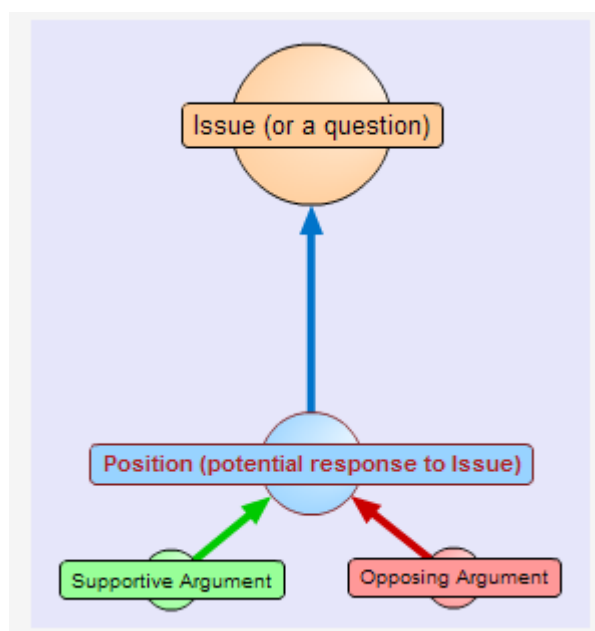 Issue (or a question)
Position (potential response to Issue)
Supportive Argument
Opposing Argument